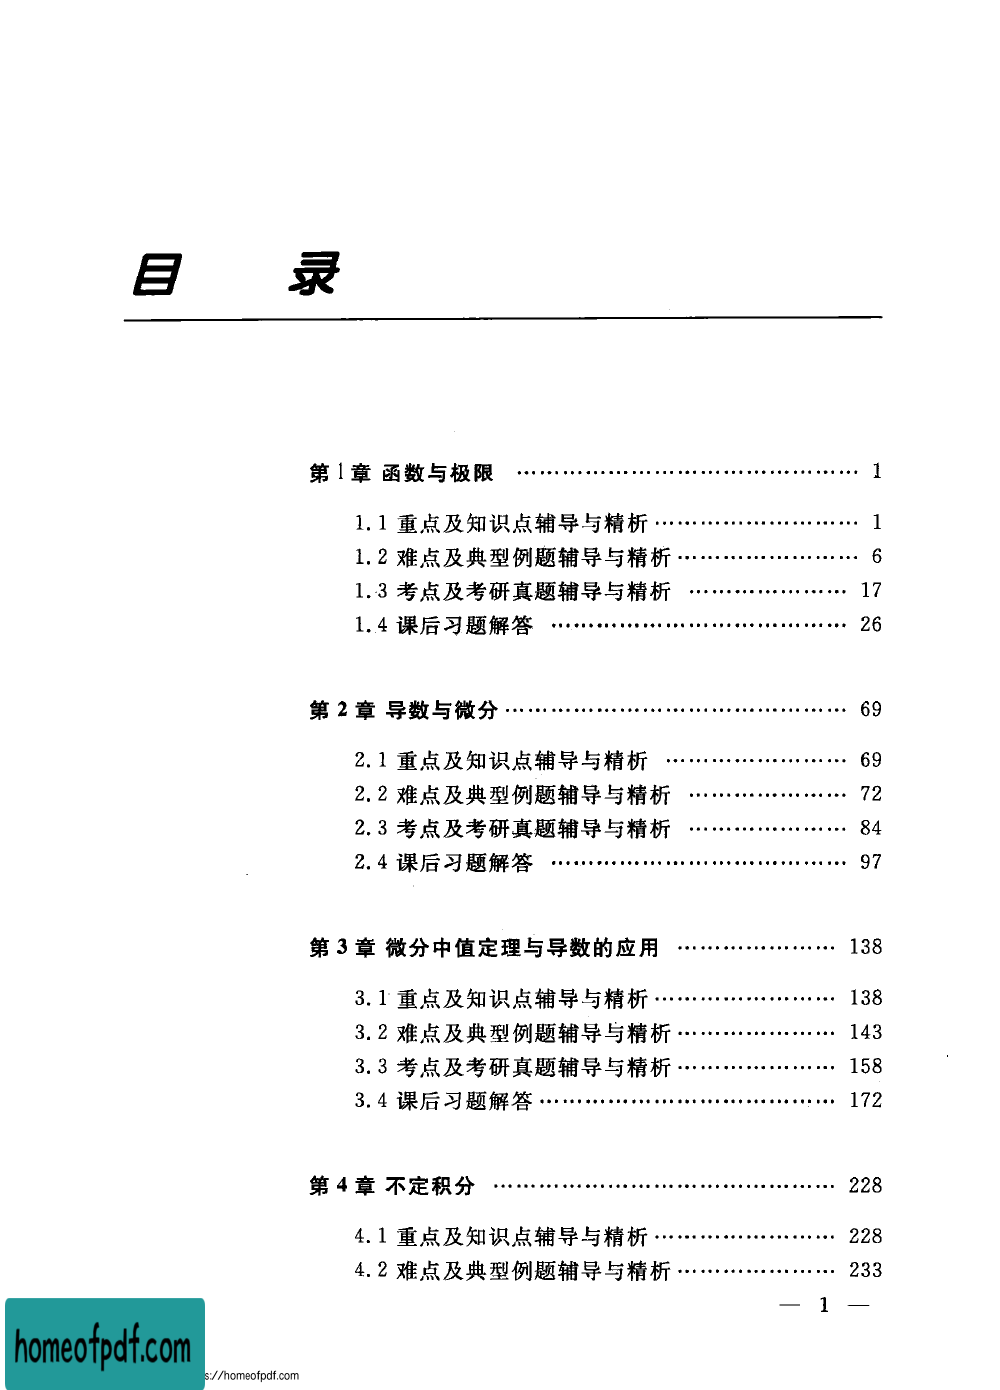 目 录
第1章 函数与极限 …………………………………… 1
1.1 重点及知识点辅导与精析 ……………………… 1
1.2 难点及典型例题辅导与精析 …………………… 6
1.3 考点及考研真题辅导与精析 ………………… 17
1.4 课后习题解答 ……………………………… 26
第2章 导数与微分 ………………………………… 69
2.1 重点及知识点辅导与精析 …………………… 69
2.2 难点及典型例题辅导与精析 ………………… 72
2.3 考点及考研真题辅导与精析 ………………… 84
2.4 课后习题解答 ……………………………… 97
第3章 微分中值定理与导数的应用 ………………… 138
3.1 重点及知识点辅导与精析 …………………… 138
3.2 难点及典型例题辅导与精析 ………………… 143
3.3 考点及考研真题辅导与精析 ………………… 158
3.4 课后习题解答 ……………………………… 172
第4章 不定积分 …………………………………… 228
4.1 重点及知识点辅导与精析 …………………… 228
4.2 难点及典型例题辅导与精析 ………………… 233
— 1 —
homeofpdf.com
s://homeofpdf.com